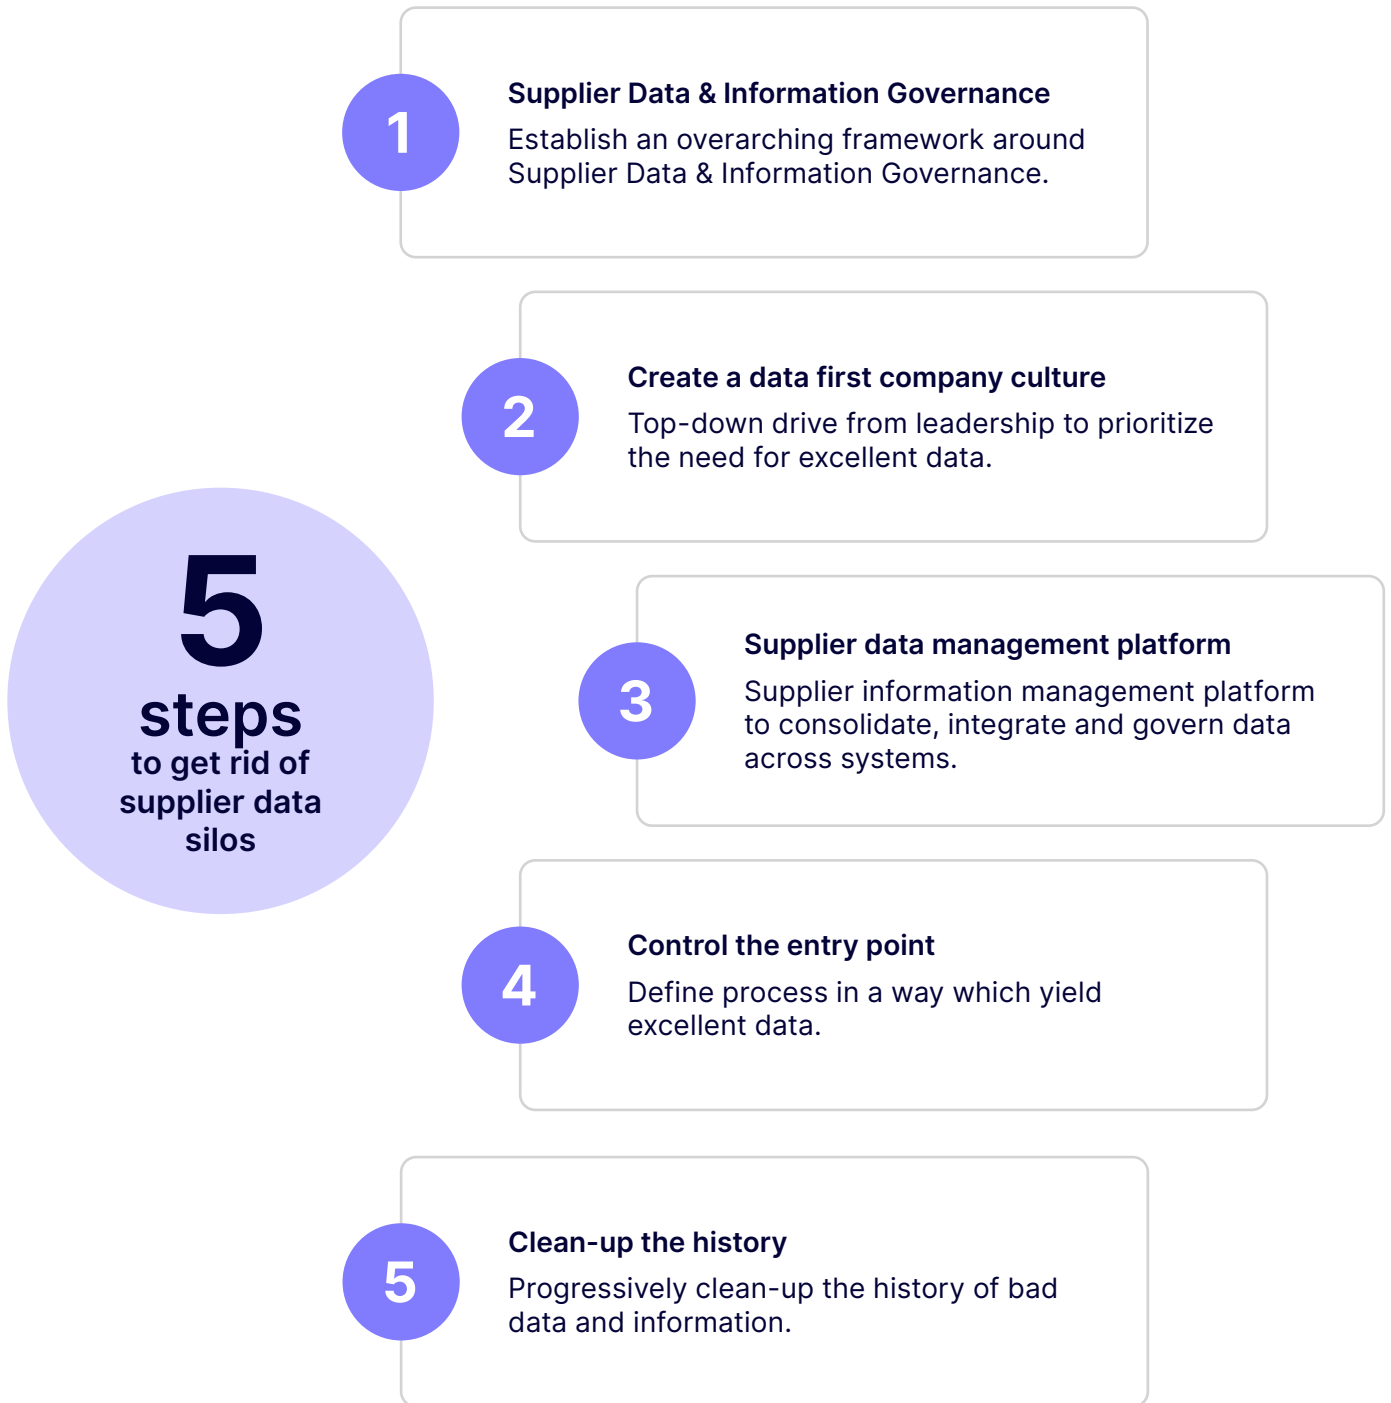 5
steps
to get rid of
supplier data
silos
1
Supplier Data & Information Governance
Establish an overarching framework around
Supplier Data & Information Governance.
2
Create a data first company culture
Top-down drive from leadership to prioritize
the need for excellent data.
3
Supplier data management platform
Supplier information management platform
to consolidate, integrate and govern data
across systems.
4
Control the entry point
Define process in a way which yield
excellent data.
5
Clean-up the history
Progressively clean-up the history of bad
data and information.